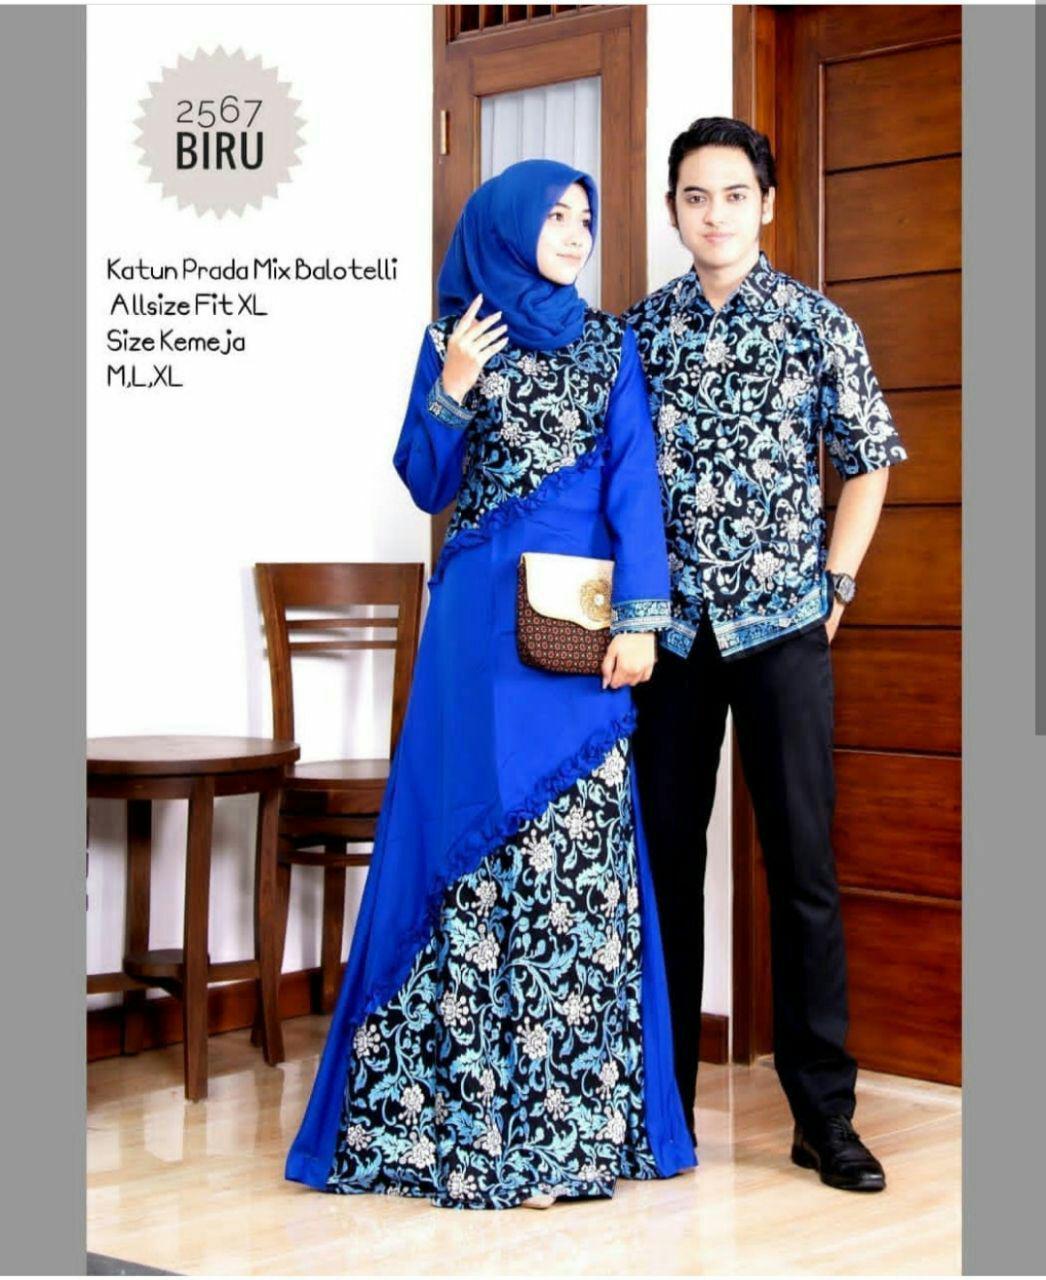 2567
BIRU
Katun Prada Mix Balotelli
Allsize Fit XL
Size Kemeja
M,L,XL